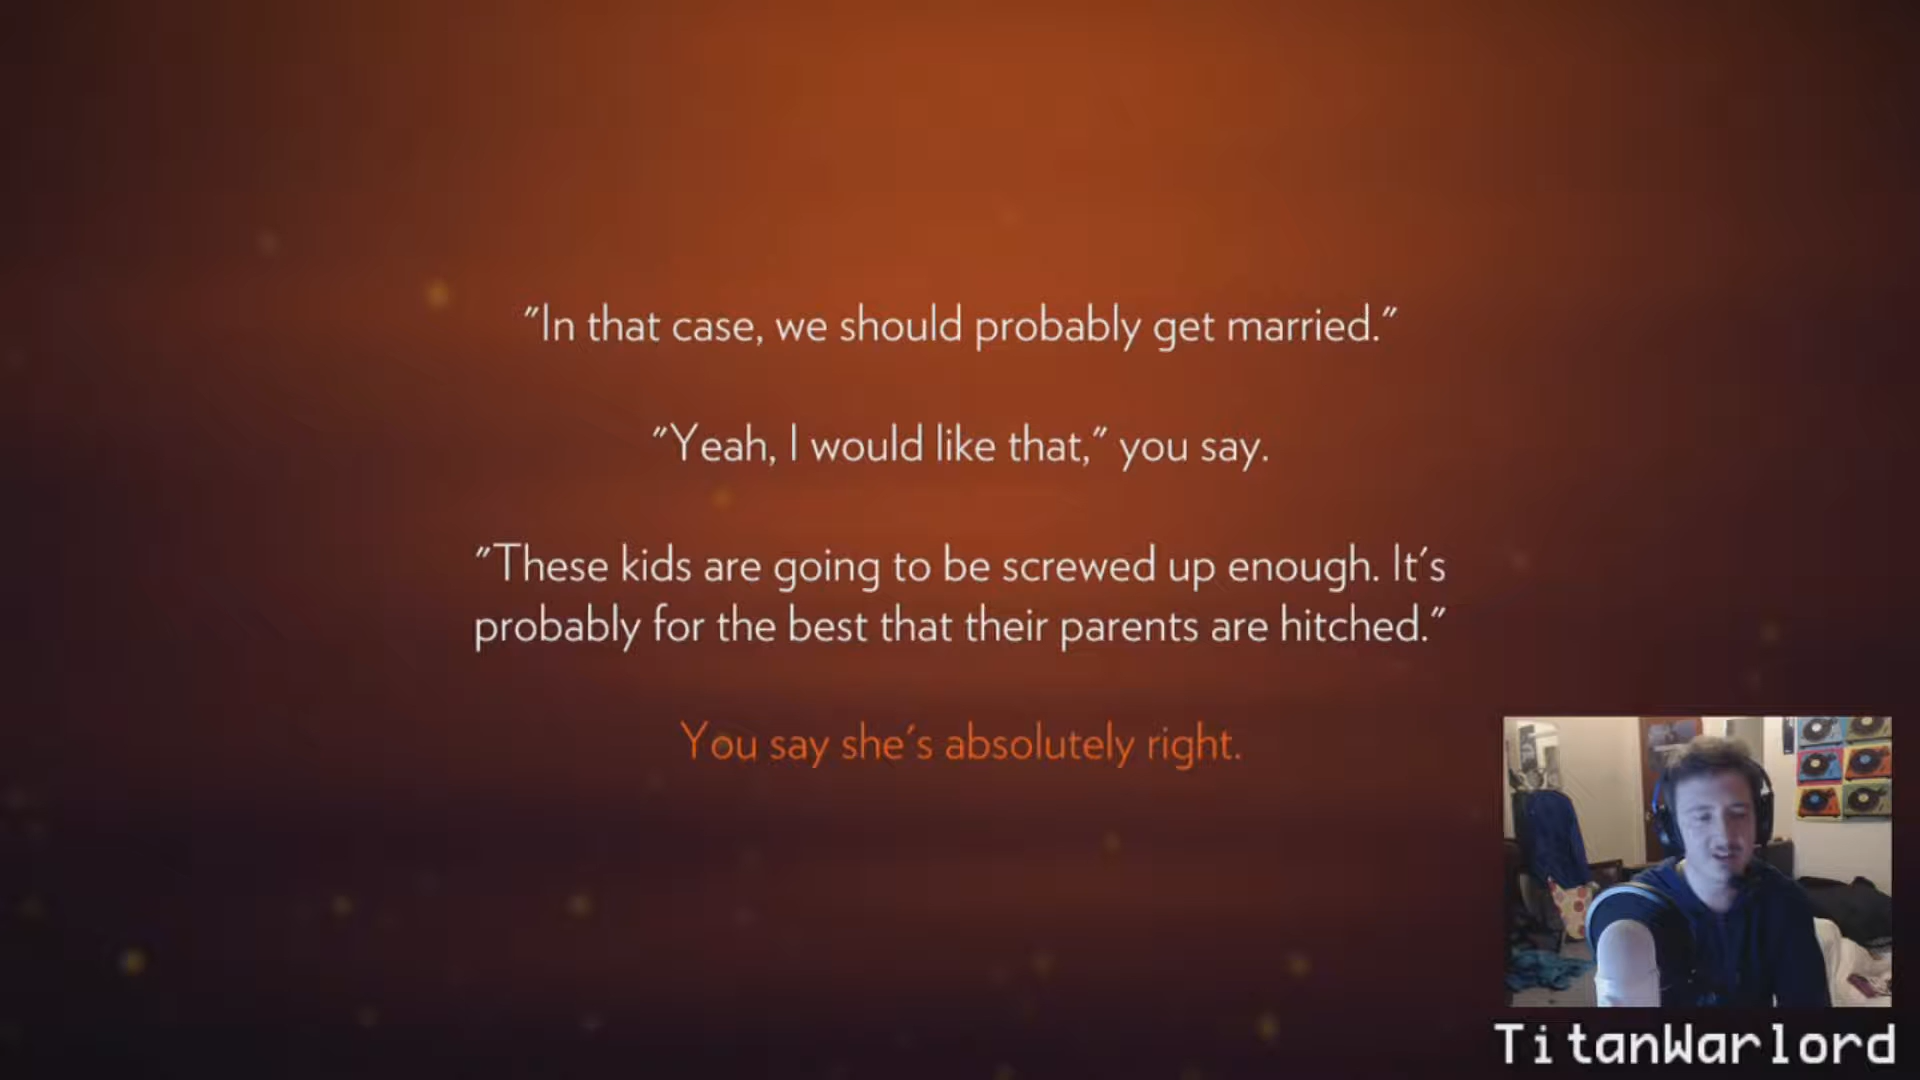 "In that case, we should probably get married."
"Yeah, I would like that," you say.
"These kids are going to be screwed up enough. It's
probably for the best that their parents are hitched."
You say she's absolutely right.
TitanWarlord